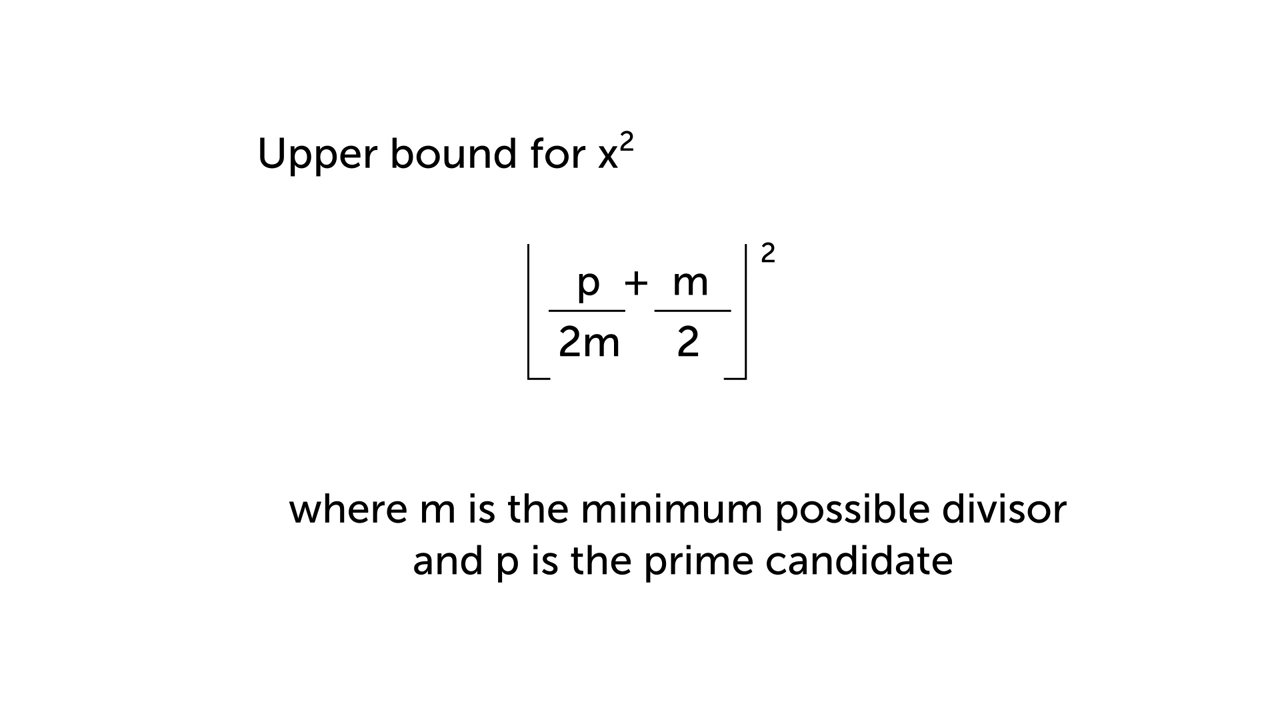 Upper bound for x²
⌊p/2m + m/2⌋²
where m is the minimum possible divisor
and p is the prime candidate